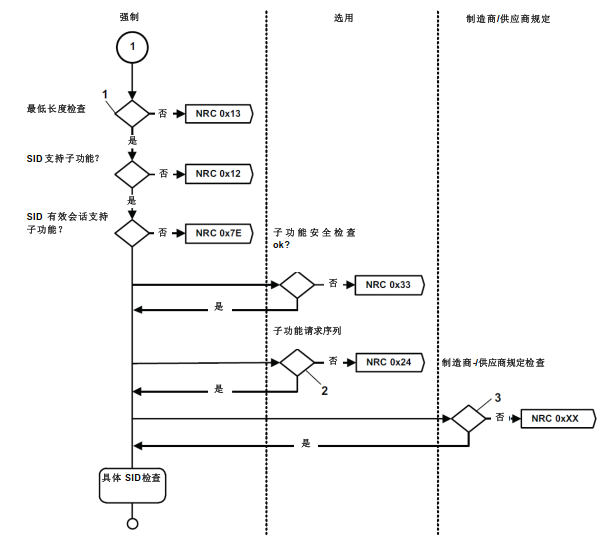 强制
选用
制造商/供应商规定
1
1
最低长度检查
否
NRC 0x13
是
SID 支持子功能?
否
NRC 0x12
是
SID 有效会话支持
子功能?
否
NRC 0x7E
子功能安全检查
ok?
否
NRC 0x33
是
子功能请求序列
否
NRC 0x24
制造商-/供应商规定检查
2
是
3
否
NRC 0xXX
是
具体 SID检查